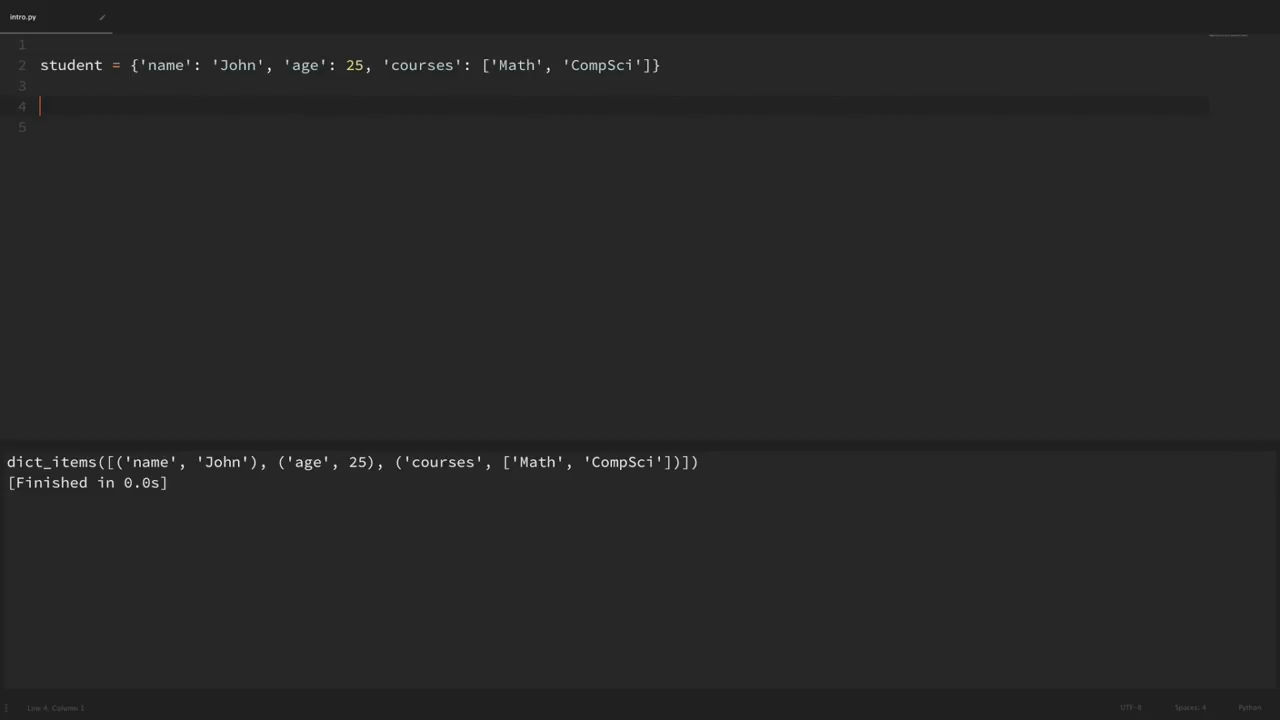 intro.py
1
2 student = {'name': 'John', 'age': 25, 'courses': ['Math', 'CompSci']}
3
4
5
dict_items([('name', 'John'), ('age', 25), ('courses', ['Math', 'CompSci'])])
[Finished in 0.0s]
Line 4, Column 1 UTF-8 Spaces: 4 Python